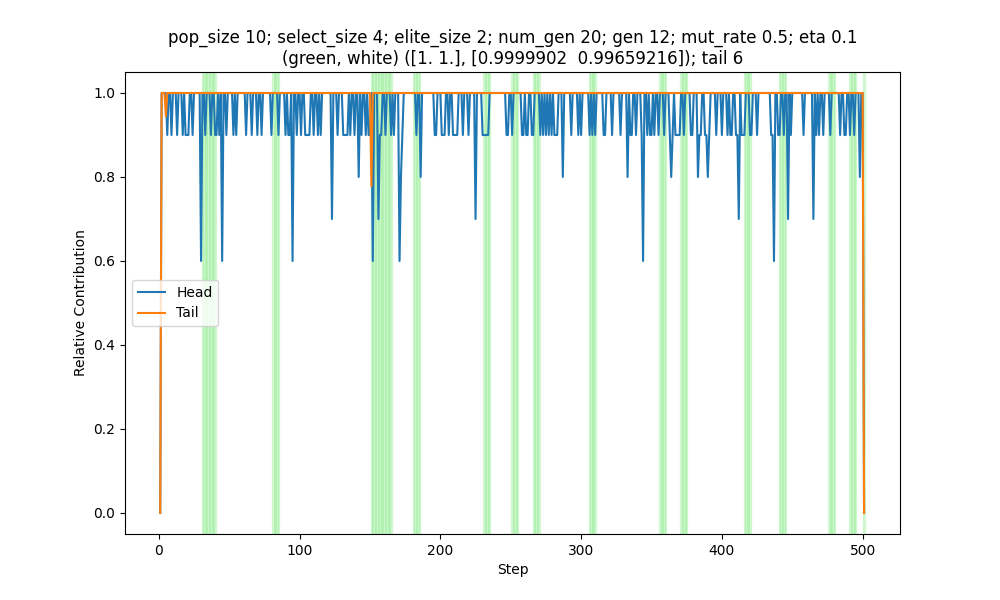 pop_size 10; select_size 4; elite_size 2; num_gen 20; gen 12; mut_rate 0.5; eta 0.1
(green, white) ([1. 1.], [0.9999902  0.99659216]); tail 6
1.0
0.8
0.6
0.4
0.2
0.0
Relative Contribution
Head
Tail
0
100
200
300
400
500
Step